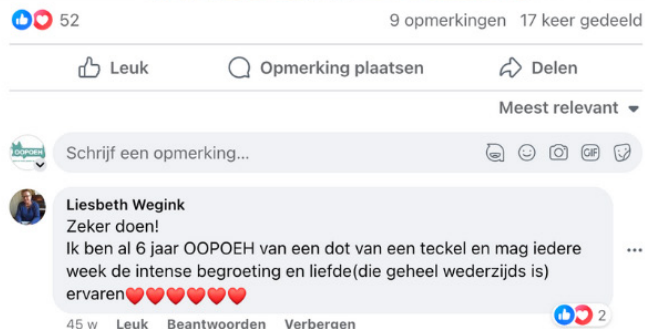 52 9 opmerkingen 17 keer gedeeld
Leuk Opmerking plaatsen Delen
Meest relevant
OOPOEH
Schrijf een opmerking...
GIF
Liesbeth Wegink
Zeker doen!
Ik ben al 6 jaar OOPOEH van een dot van een teckel en mag iedere
week de intense begroeting en liefde(die geheel wederzijds is)
ervaren♥♥♥♥♥♥
2
45 w Leuk Beantwoorden Verbergen